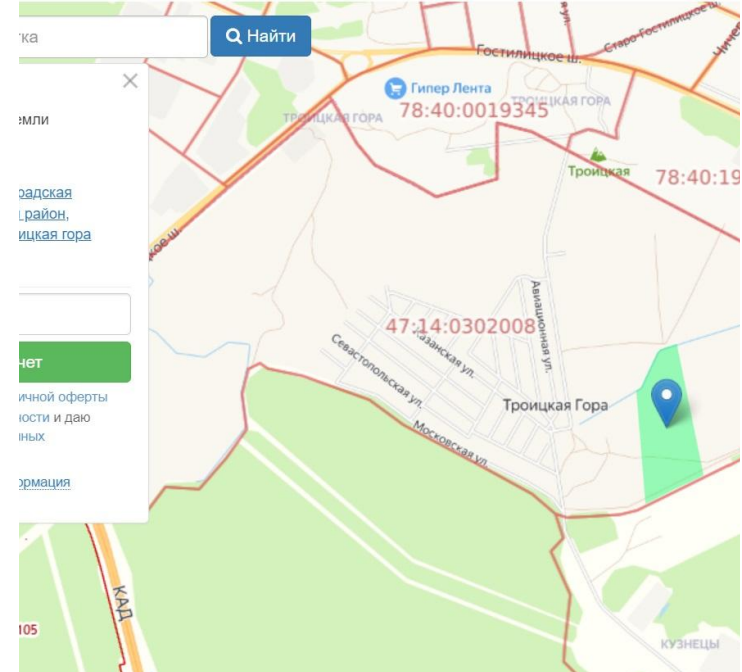 тка
Найти
емли
радская
район,
ицкая гора
чет
ичной оферты
ности и даю
нных
ормация
Гостилицкое ш.
Старо-Гостилицкое ш.
Гипер Лента
ТРОИЦКАЯ ГОРА
ТРОИЦКАЯ ГОРА
78:40:0019345
Троицкая
78:40:19
47:14:0302008
Авиационная ул.
Казанская ул.
Севастопольская ул.
Московская ул.
Троицкая Гора
КАД
105
КУЗНЕЦЫ